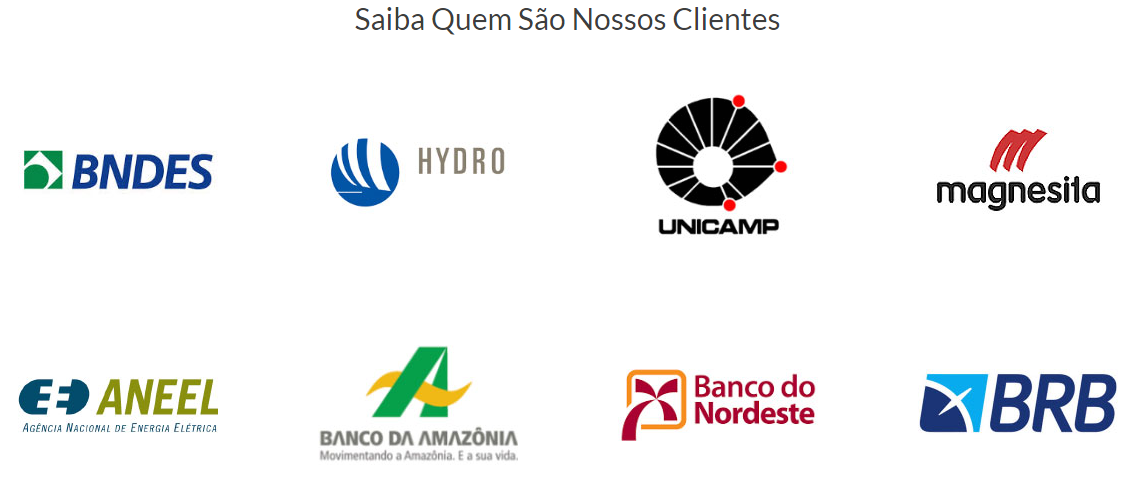 Saiba Quem São Nossos Clientes
BNDES
HYDRO
UNICAMP
magnesita
ANEEL
AGÊNCIA NACIONAL DE ENERGIA ELÉTRICA
BANCO DA AMAZÔNIA
Movimentando a Amazônia. E a sua vida.
Banco do
Nordeste
BRB